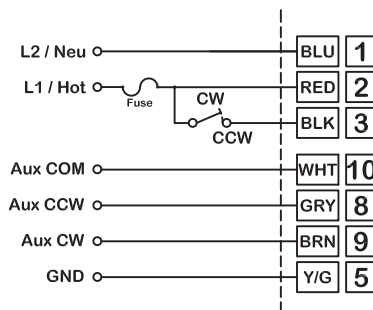 L2 / Neu BLU 1
L1 / Hot Fuse RED 2
CW
CCW BLK 3
Aux COM WHT 10
Aux CCW GRY 8
Aux CW BRN 9
GND Y/G 5